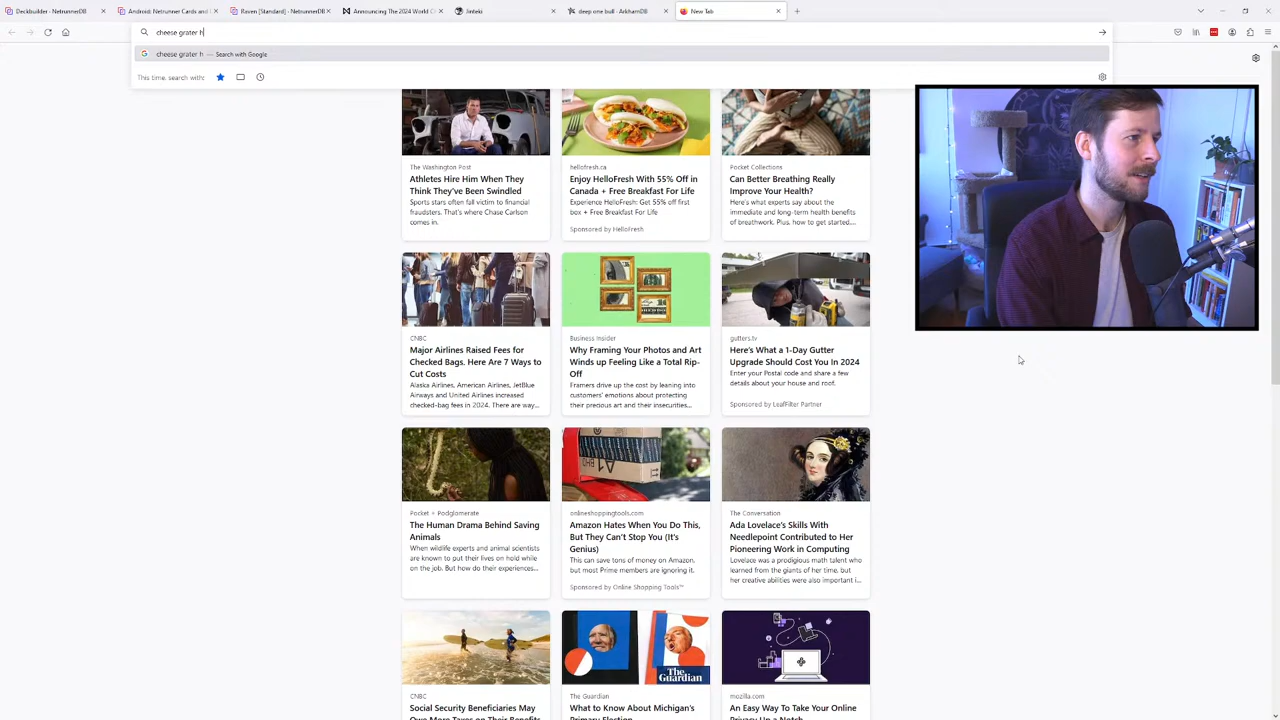 Deckbuilder - NetrunnerDB
Android: Netrunner Cards and
Raven [Standard] - NetrunnerDB
Announcing The 2024 World C
Jinteki
deep one bull - ArkhamDB
New Tab
cheese grater h
cheese grater h — Search with Google
This time, search with:
The Washington Post
Athletes Hire Him When They
Think They've Been Swindled
Sports stars often fall victim to financial
fraudsters. That's where Chase Carlson
comes in.
hellofresh.ca
Enjoy HelloFresh With 55% Off in
Canada + Free Breakfast For Life
Experience HelloFresh: Get 55% off first
box + Free Breakfast For Life
Sponsored by HelloFresh
Pocket Collections
Can Better Breathing Really
Improve Your Health?
Here's what experts say about the
immediate and long-term health benefits
of breathwork. Plus, how to get started....
CNBC
Major Airlines Raised Fees for
Checked Bags. Here Are 7 Ways to
Cut Costs
Alaska Airlines, American Airlines, JetBlue
Airways and United Airlines increased
checked-bag fees in 2024. There are way...
Business Insider
Why Framing Your Photos and Art
Winds up Feeling Like a Total Rip-
Off
Framers drive up the cost by leaning into
customers' emotions about protecting
their precious art and their insecurities...
gutters.tv
Here's What a 1-Day Gutter
Upgrade Should Cost You In 2024
Enter your Postal code and share a few
details about your house and roof.
Sponsored by LeafFilter Partner
Pocket + Podglomerate
The Human Drama Behind Saving
Animals
When wildlife experts and animal scientists
are known to put their lives on hold while
on the job. But how do their experiences...
onlineshoppingtools.com
Amazon Hates When You Do This,
But They Can't Stop You (It's
Genius)
This can save tons of money on Amazon,
but most Prime members are ignoring it.
Sponsored by Online Shopping Tools™
The Conversation
Ada Lovelace's Skills With
Needlepoint Contributed to Her
Pioneering Work in Computing
Lovelace was a prodigious math talent who
learned from the giants of her time, but
her creative abilities were also important i...
CNBC
Social Security Beneficiaries May
Owe More Taxes on Their Benefits
The
Guardian
The Guardian
What to Know About Michigan's
Primary Election
mozilla.com
An Easy Way To Take Your Online
Privacy Up a Notch